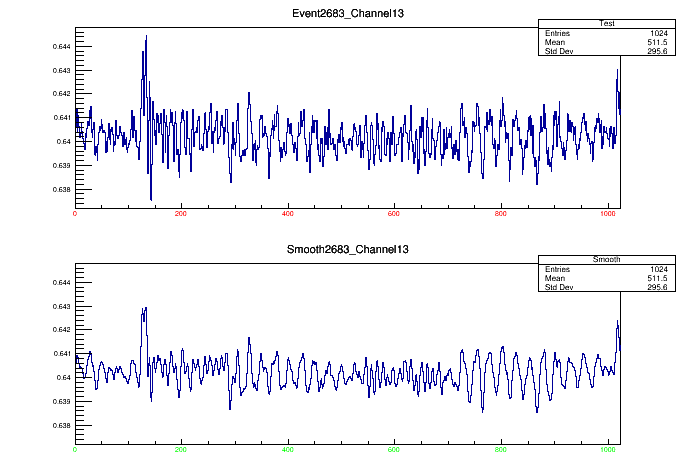 Event2683_Channel13
Test
Entries 1024
Mean 511.5
Std Dev 295.6
0.644
0.643
0.642
0.641
0.64
0.639
0.638
0 200 400 600 800 1000
Smooth2683_Channel13
Smooth
Entries 1024
Mean 511.5
Std Dev 295.6
0.644
0.643
0.642
0.641
0.64
0.639
0.638
0 200 400 600 800 1000